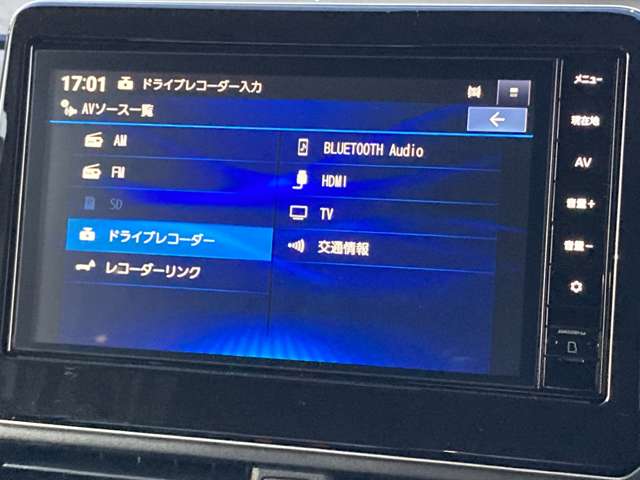 17:01 ドライブレコーダー入力
AVソース一覧
AM
FM
SD
ドライブレコーダー
レコーダーリンク
BLUETOOTH Audio
HDMI
TV
交通情報
メニュー
現在地
AV
音量+
音量-